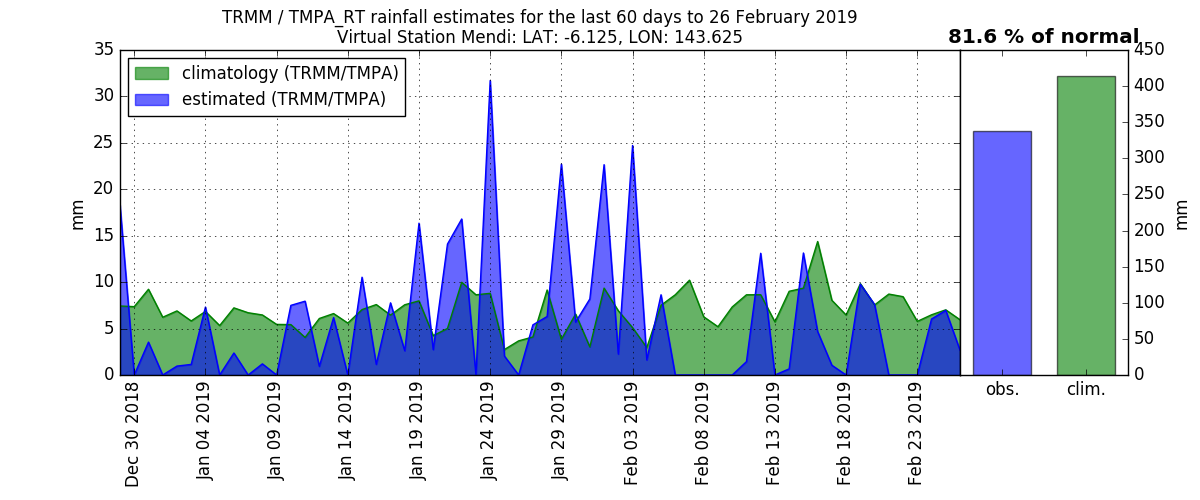 TRMM / TMPA_RT rainfall estimates for the last 60 days to 26 February 2019
Virtual Station Mendi: LAT: -6.125, LON: 143.625
81.6 % of normal
climatology (TRMM/TMPA)
estimated (TRMM/TMPA)
35
30
25
20
15
10
5
0
mm
Dec 30 2018
Jan 04 2019
Jan 09 2019
Jan 14 2019
Jan 19 2019
Jan 24 2019
Jan 29 2019
Feb 03 2019
Feb 08 2019
Feb 13 2019
Feb 18 2019
Feb 23 2019
450
400
350
300
250
200
150
100
50
0
mm
obs.
clim.